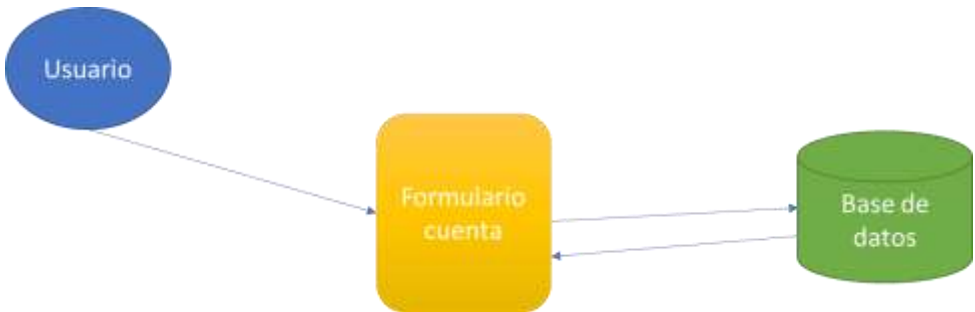 Usuario
Formulario
cuenta
Base de
datos